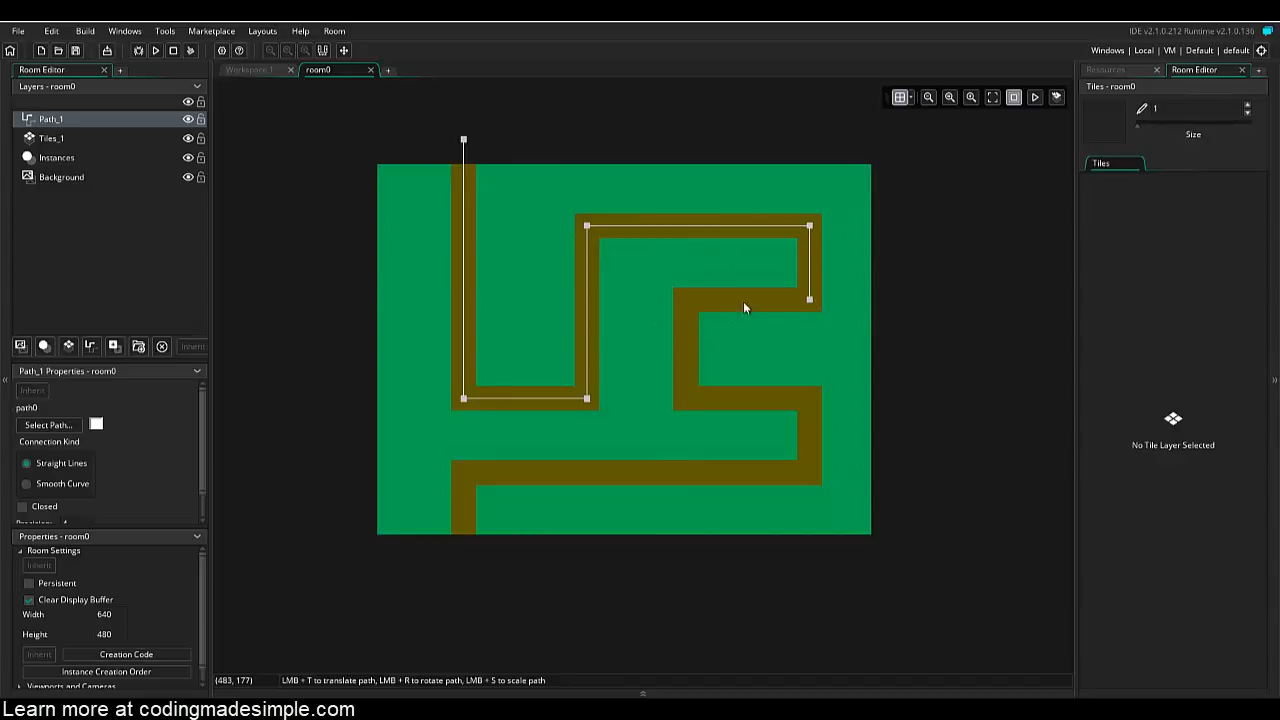 File Edit Build Windows Tools Marketplace Layouts Help Room
IDE v2.1.0.212 Runtime v2.1.0.136
Windows | Local | VM | Default | default
Room Editor
Workspace 1
room0
Resources
Room Editor
Layers - room0
Tiles - room0
Path_1
Tiles_1
Instances
Background
1
Size
Tiles
Inherit
Path_1 Properties - room0
Inherit
path0
Select Path...
Connection Kind
Straight Lines
Smooth Curve
Closed
No Tile Layer Selected
Properties - room0
Room Settings
Inherit
Persistent
Clear Display Buffer
Width 640
Height 480
Inherit
Creation Code
Instance Creation Order
Viewports and Cameras
(483, 177)
LMB + T to translate path, LMB + R to rotate path, LMB + S to scale path
Learn more at codingmadesimple.com